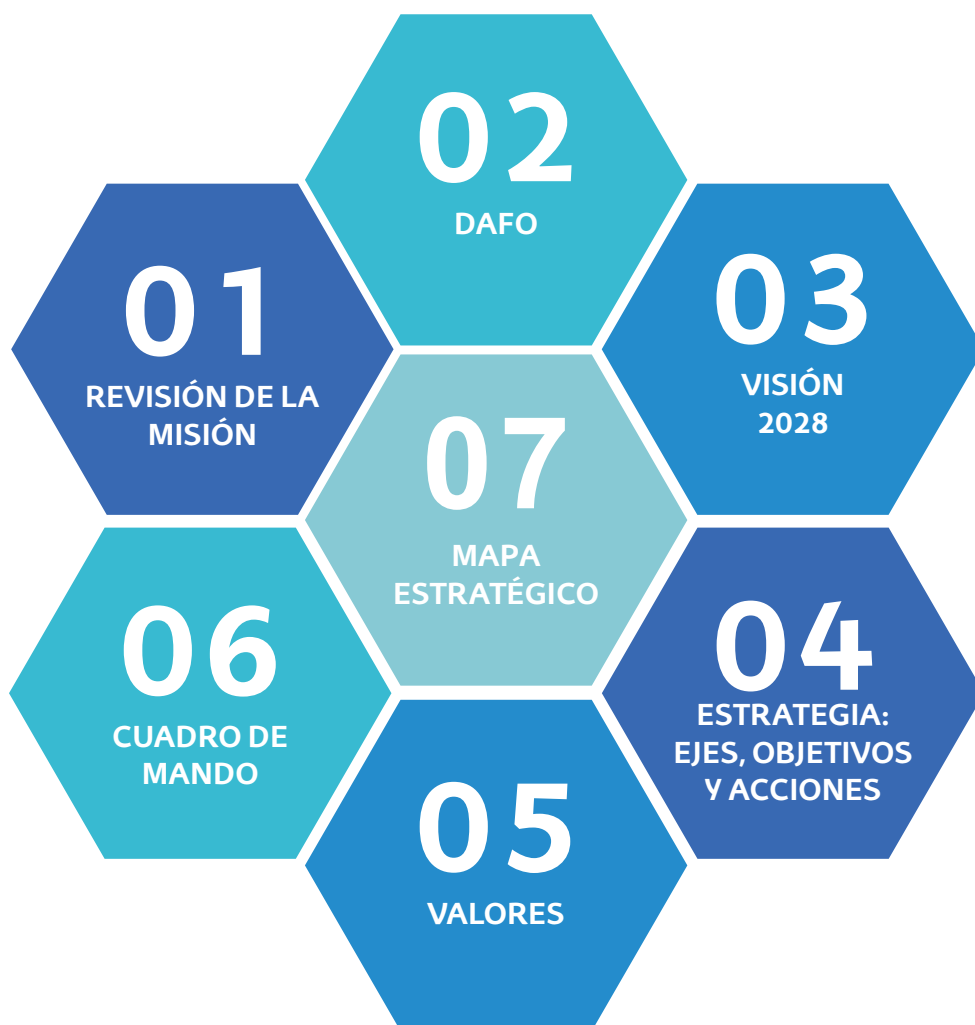 01
REVISIÓN DE LA
MISIÓN
02
DAFO
03
VISIÓN
2028
04
ESTRATEGIA:
EJES, OBJETIVOS
Y ACCIONES
05
VALORES
06
CUADRO DE
MANDO
07
MAPA
ESTRATÉGICO